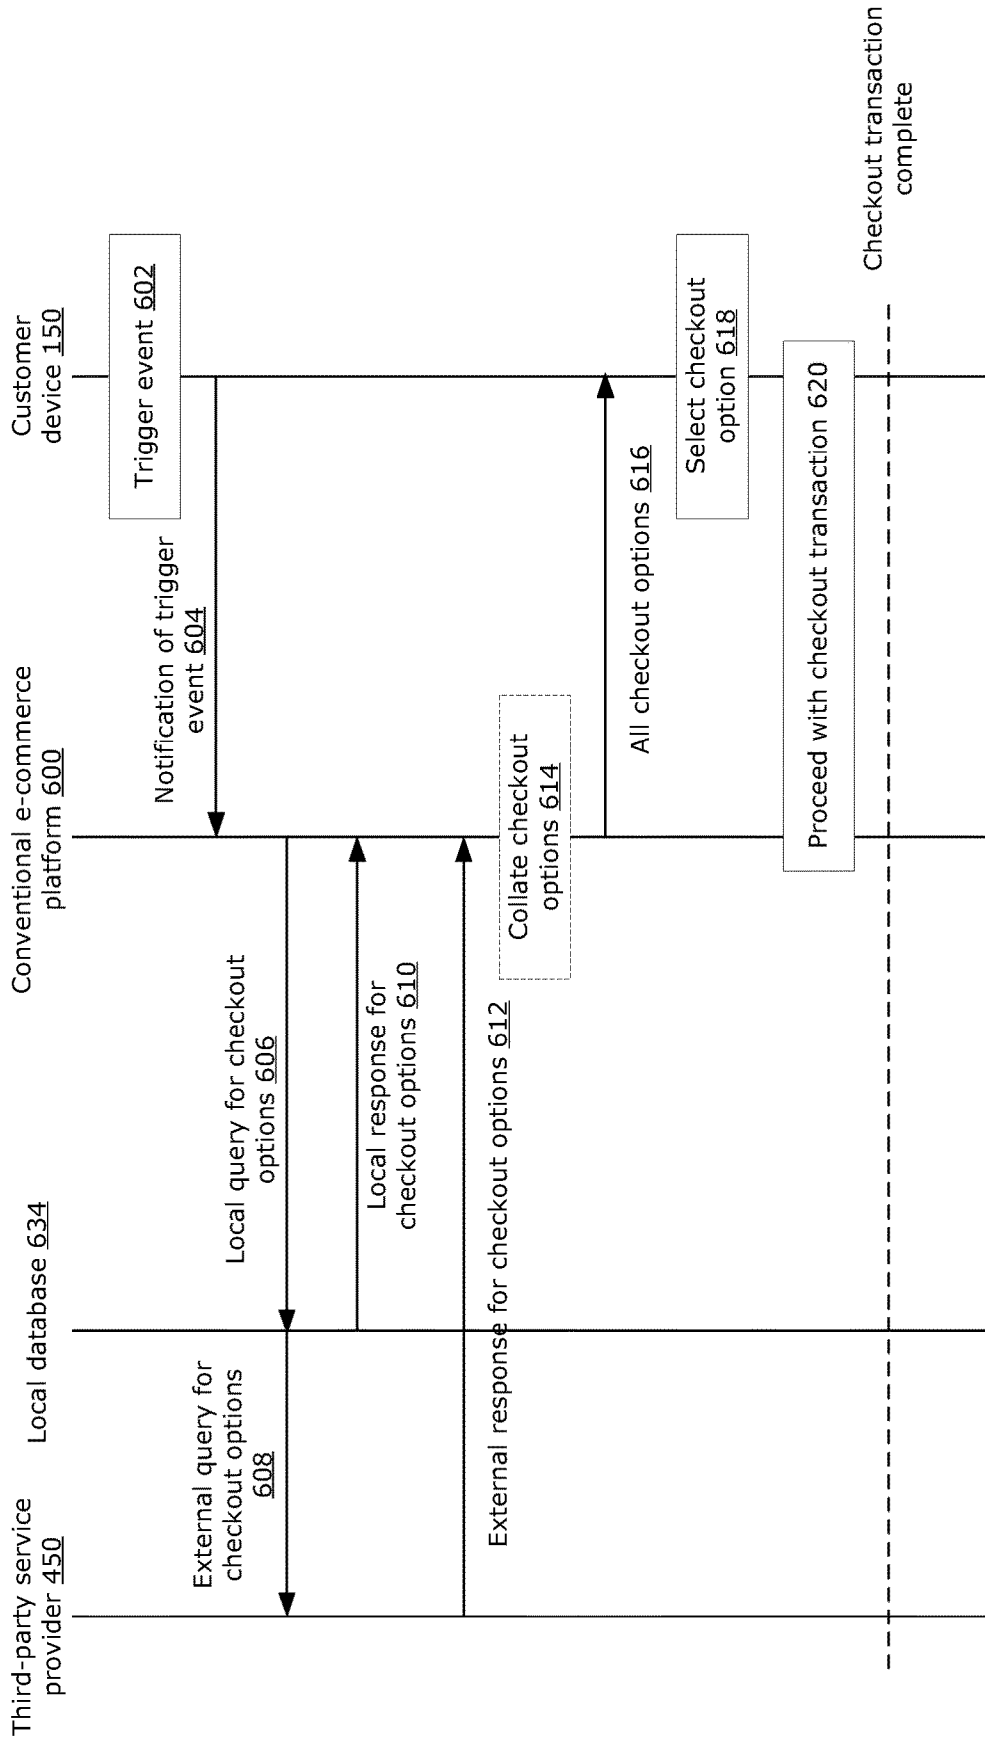 Third-party service
provider 450
Local database 634
Conventional e-commerce
platform 600
Customer
device 150
Trigger event 602
Notification of trigger
event 604
External query for
checkout options
608
Local query for checkout
options 606
Local response for
checkout options 610
External response for checkout options 612
Collate checkout
options 614
All checkout options 616
Select checkout
option 618
Proceed with checkout transaction 620
Checkout transaction
complete